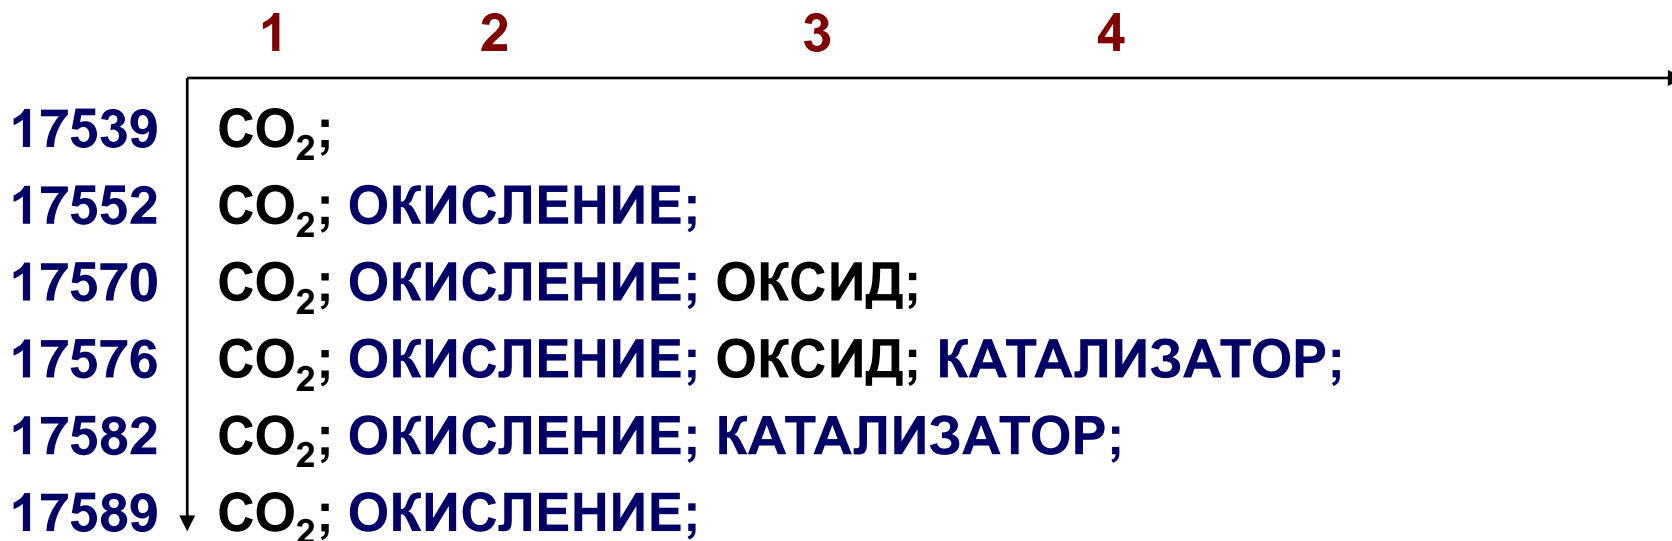 1 2 3 4
17539 CO₂;
17552 CO₂; ОКИСЛЕНИЕ;
17570 CO₂; ОКИСЛЕНИЕ; ОКСИД;
17576 CO₂; ОКИСЛЕНИЕ; ОКСИД; КАТАЛИЗАТОР;
17582 CO₂; ОКИСЛЕНИЕ; КАТАЛИЗАТОР;
17589 CO₂; ОКИСЛЕНИЕ;